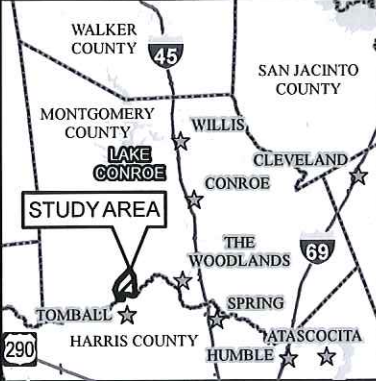 WALKER
COUNTY
45
SAN JACINTO
COUNTY
MONTGOMERY
COUNTY
WILLIS
LAKE
CONROE
CLEVELAND
CONROE
STUDY AREA
THE
WOODLANDS
69
TOMBALL
SPRING
HARRIS COUNTY
ATASCOCITA
290
HUMBLE